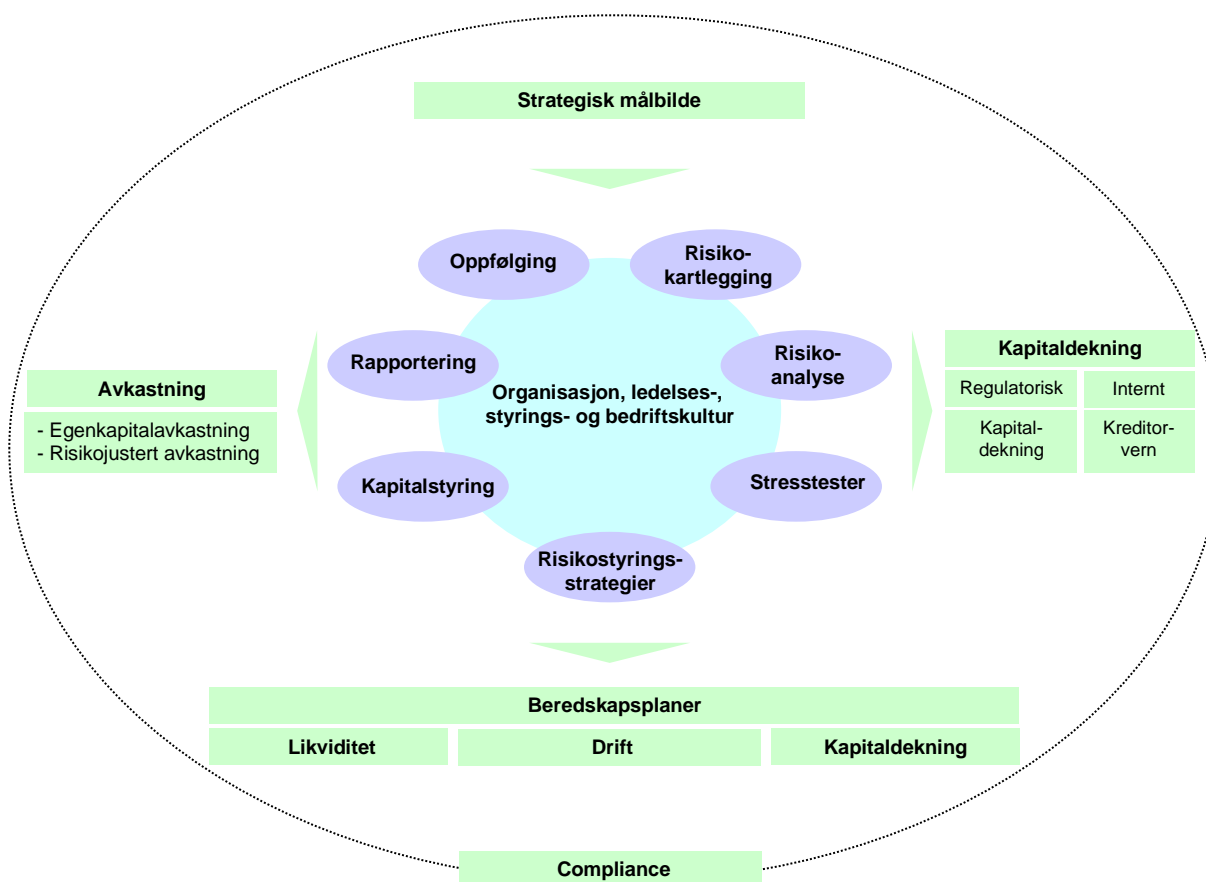 Strategisk målbilde
Oppfølging
Risiko-
kartlegging
Rapportering
Risiko-
analyse
Organisasjon, ledelses-,
styrings- og bedriftskultur
Kapitalstyring
Stresstester
Risikostyrings-
strategier
Avkastning
- Egenkapitalavkastning
- Risikojustert avkastning
Kapitaldekning
Regulatorisk
Internt
Kapital-
dekning
Kreditor-
vern
Beredskapsplaner
Likviditet
Drift
Kapitaldekning
Compliance